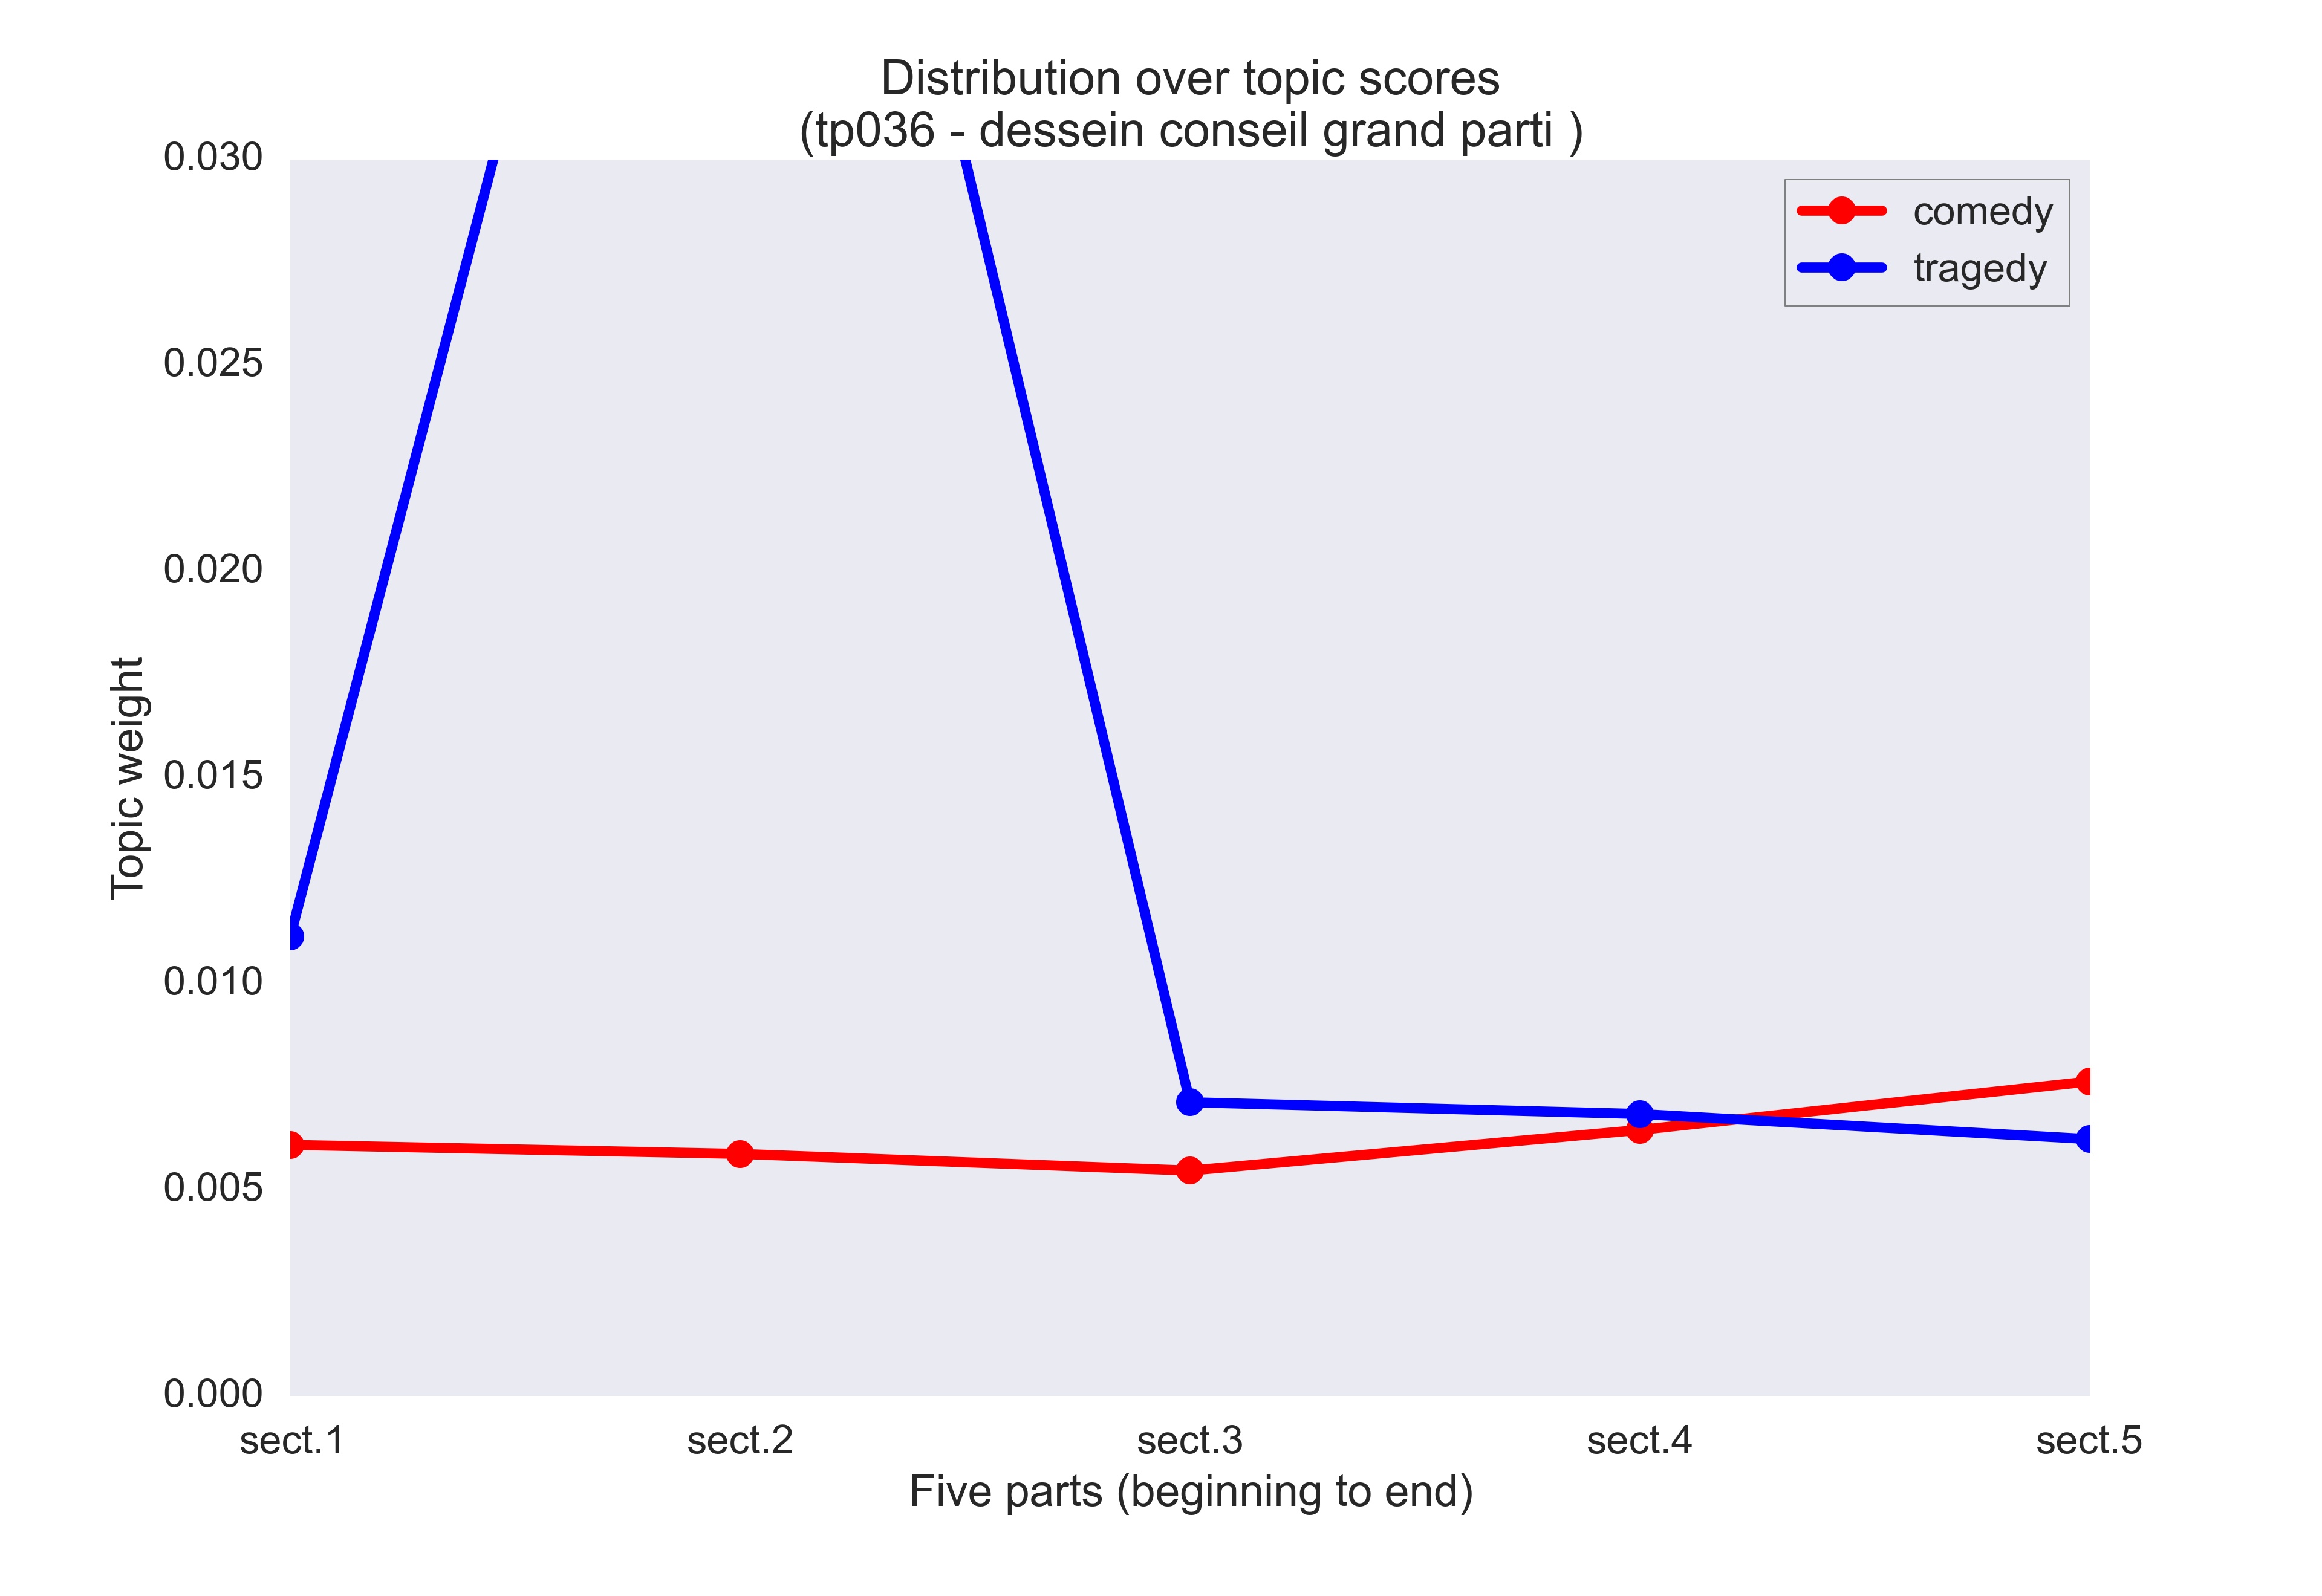 Distribution over topic scores
(tp036 - dessein conseil grand parti )
0.030
0.025
0.020
0.015
0.010
0.005
0.000
Topic weight
comedy
tragedy
sect.1
sect.2
sect.3
sect.4
sect.5
Five parts (beginning to end)